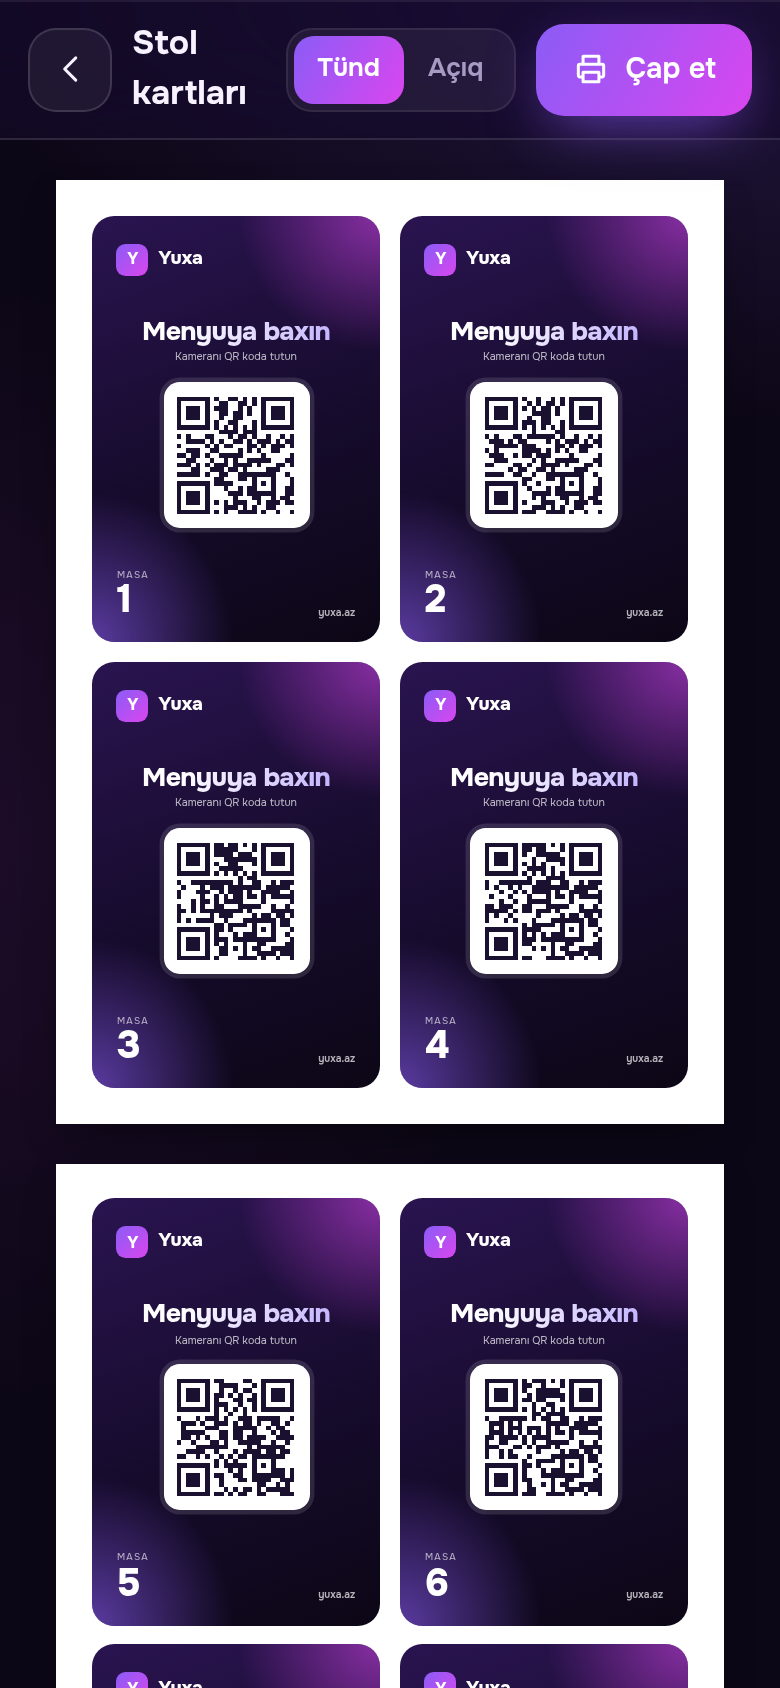 Stol
kartları
Tünd
Açıq
Çap et
Y Yuxa
Menyuya baxın
Kameranı QR koda tutun
MASA
1
yuxa.az
Y Yuxa
Menyuya baxın
Kameranı QR koda tutun
MASA
2
yuxa.az
Y Yuxa
Menyuya baxın
Kameranı QR koda tutun
MASA
3
yuxa.az
Y Yuxa
Menyuya baxın
Kameranı QR koda tutun
MASA
4
yuxa.az
Y Yuxa
Menyuya baxın
Kameranı QR koda tutun
MASA
5
yuxa.az
Y Yuxa
Menyuya baxın
Kameranı QR koda tutun
MASA
6
yuxa.az
Y Yuxa
Y Yuxa